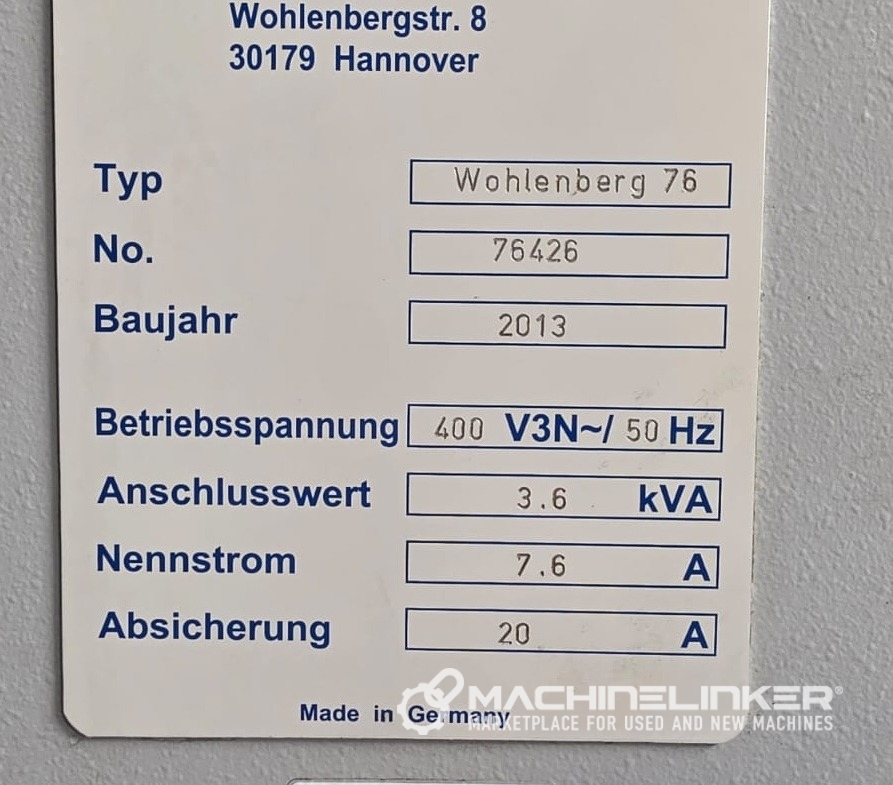 Wohlenbergstr. 8
30179 Hannover
Typ Wohlenberg 76
No. 76426
Baujahr 2013
Betriebsspannung 400 V3N~/ 50 Hz
Anschlusswert 3.6 kVA
Nennstrom 7.6 A
Absicherung 20 A
Made in Germany
MACHINELINKER®
MARKETPLACE FOR USED AND NEW MACHINES